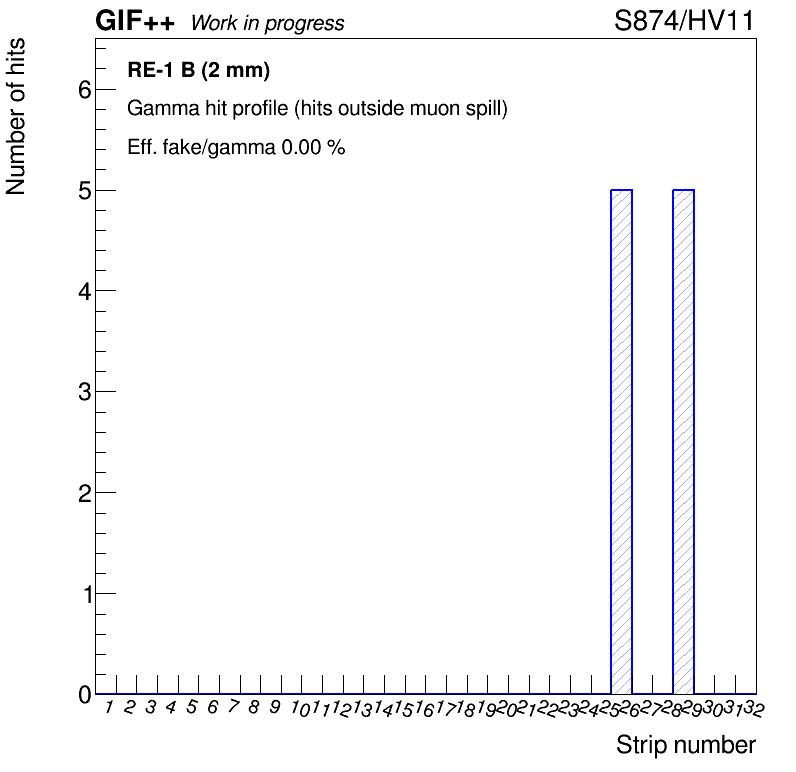 GIF++ Work in progress S874/HV11
Number of hits
RE-1 B (2 mm)
Gamma hit profile (hits outside muon spill)
Eff. fake/gamma 0.00 %
6
5
4
3
2
1
0
1 2 3 4 5 6 7 8 9 10 11 12 13 14 15 16 17 18 19 20 21 22 23 24 25 26 27 28 29 30 31 32
Strip number